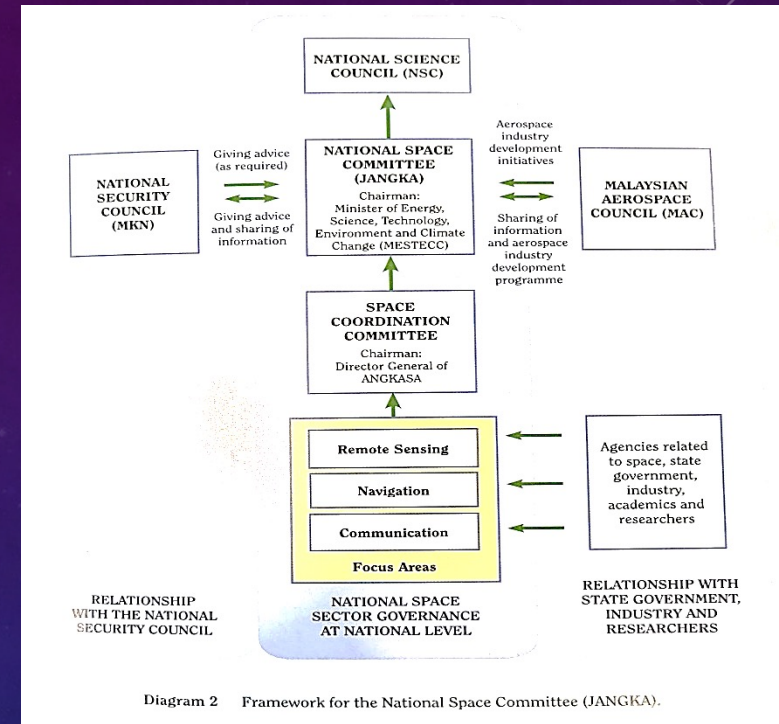 NATIONAL SCIENCE
COUNCIL (NSC)
NATIONAL
SECURITY
COUNCIL
(MKN)
Giving advice
(as required)
Giving advice
and sharing of
information
NATIONAL SPACE
COMMITTEE
(JANGKA)
Chairman:
Minister of Energy,
Science, Technology,
Environment and Climate
Change (MESTECC)
Aerospace
industry
development
initiatives
Sharing of
information
and aerospace
industry
development
programme
MALAYSIAN
AEROSPACE
COUNCIL (MAC)
SPACE
COORDINATION
COMMITTEE
Chairman:
Director General of
ANGKASA
Remote Sensing
Navigation
Communication
Focus Areas
Agencies related
to space, state
government,
industry,
academics and
researchers
RELATIONSHIP
WITH THE NATIONAL
SECURITY COUNCIL
NATIONAL SPACE
SECTOR GOVERNANCE
AT NATIONAL LEVEL
RELATIONSHIP WITH
STATE GOVERNMENT,
INDUSTRY AND
RESEARCHERS
Diagram 2 Framework for the National Space Committee (JANGKA).